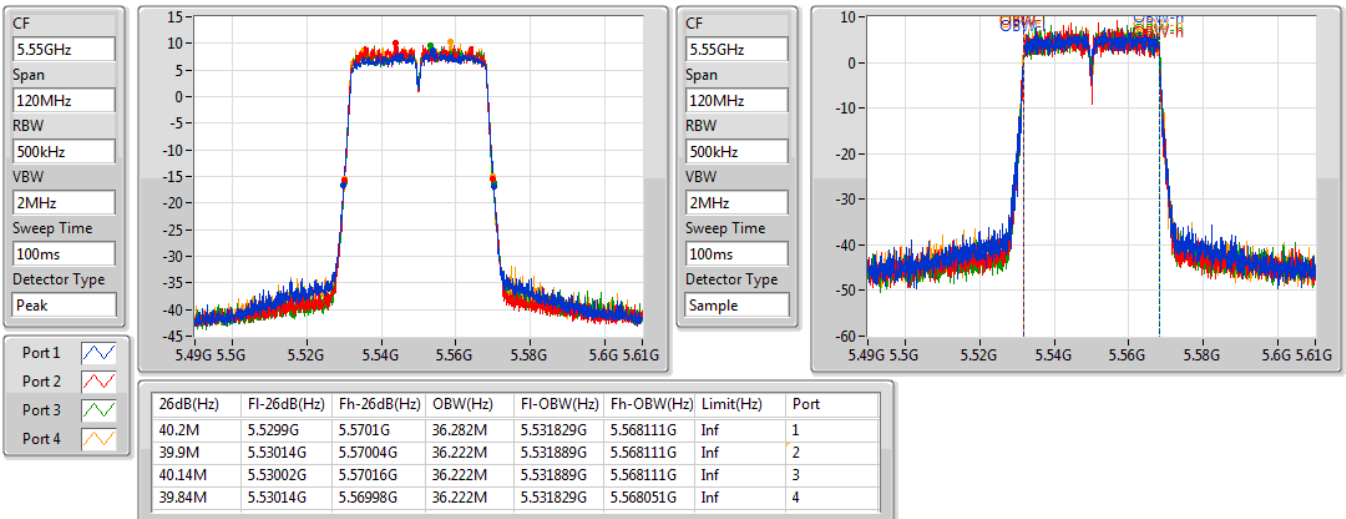 CF
5.55GHz
Span
120MHz
RBW
500kHz
VBW
2MHz
Sweep Time
100ms
Detector Type
Peak
15
10
5
0
-5
-10
-15
-20
-25
-30
-35
-40
-45
5.49G 5.5G 5.52G 5.54G 5.56G 5.58G 5.6G 5.61G
CF
5.55GHz
Span
120MHz
RBW
500kHz
VBW
2MHz
Sweep Time
100ms
Detector Type
Sample
10
0
-10
-20
-30
-40
-50
-60
OBW-l OBW-h
5.49G 5.5G 5.52G 5.54G 5.56G 5.58G 5.6G 5.61G
Port 1
Port 2
Port 3
Port 4
26dB(Hz) Fl-26dB(Hz) Fh-26dB(Hz) OBW(Hz) Fl-OBW(Hz) Fh-OBW(Hz) Limit(Hz) Port
40.2M 5.5299G 5.5701G 36.282M 5.531829G 5.568111G Inf 1
39.9M 5.53014G 5.57004G 36.222M 5.531889G 5.568111G Inf 2
40.14M 5.53002G 5.57016G 36.222M 5.531889G 5.568111G Inf 3
39.84M 5.53014G 5.56998G 36.222M 5.531829G 5.568051G Inf 4